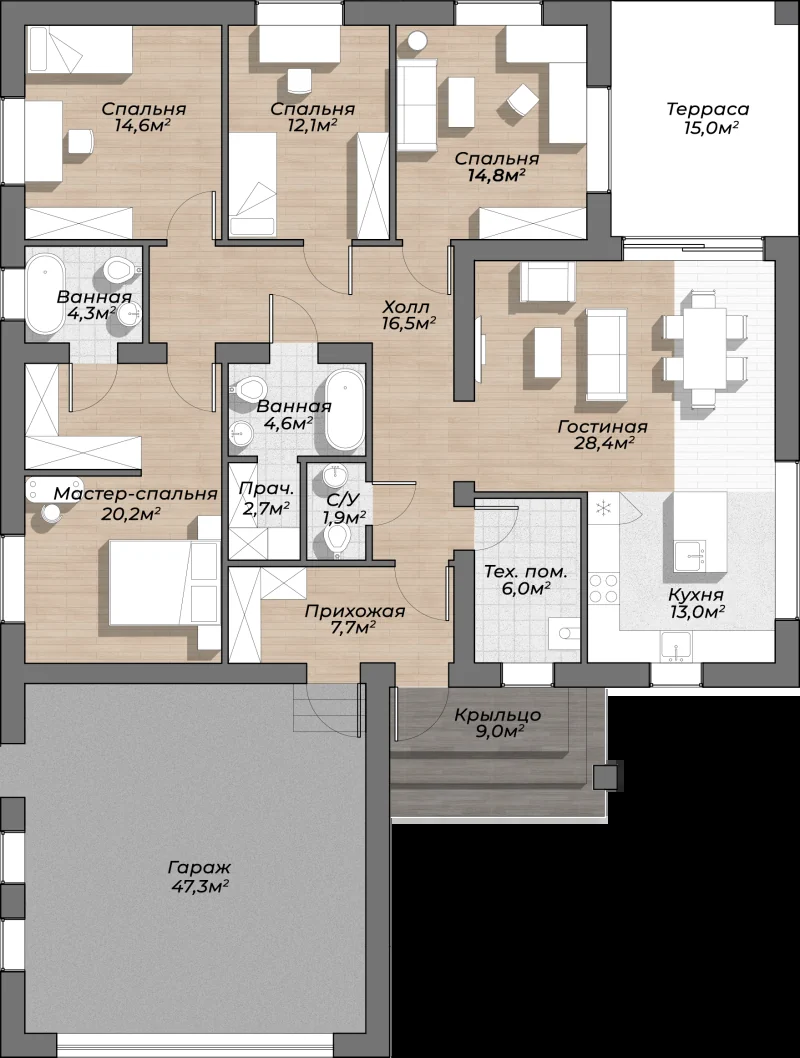 Спальня
14,6м²
Спальня
12,1м²
Спальня
14,8м²
Терраса
15,0м²
Ванная
4,3м²
Холл
16,5м²
Ванная
4,6м²
Гостиная
28,4м²
Мастер-спальня
20,2м²
Прач.
2,7м²
С/У
1,9м²
Тех. пом.
6,0м²
Кухня
13,0м²
Прихожая
7,7м²
Крыльцо
9,0м²
Гараж
47,3м²